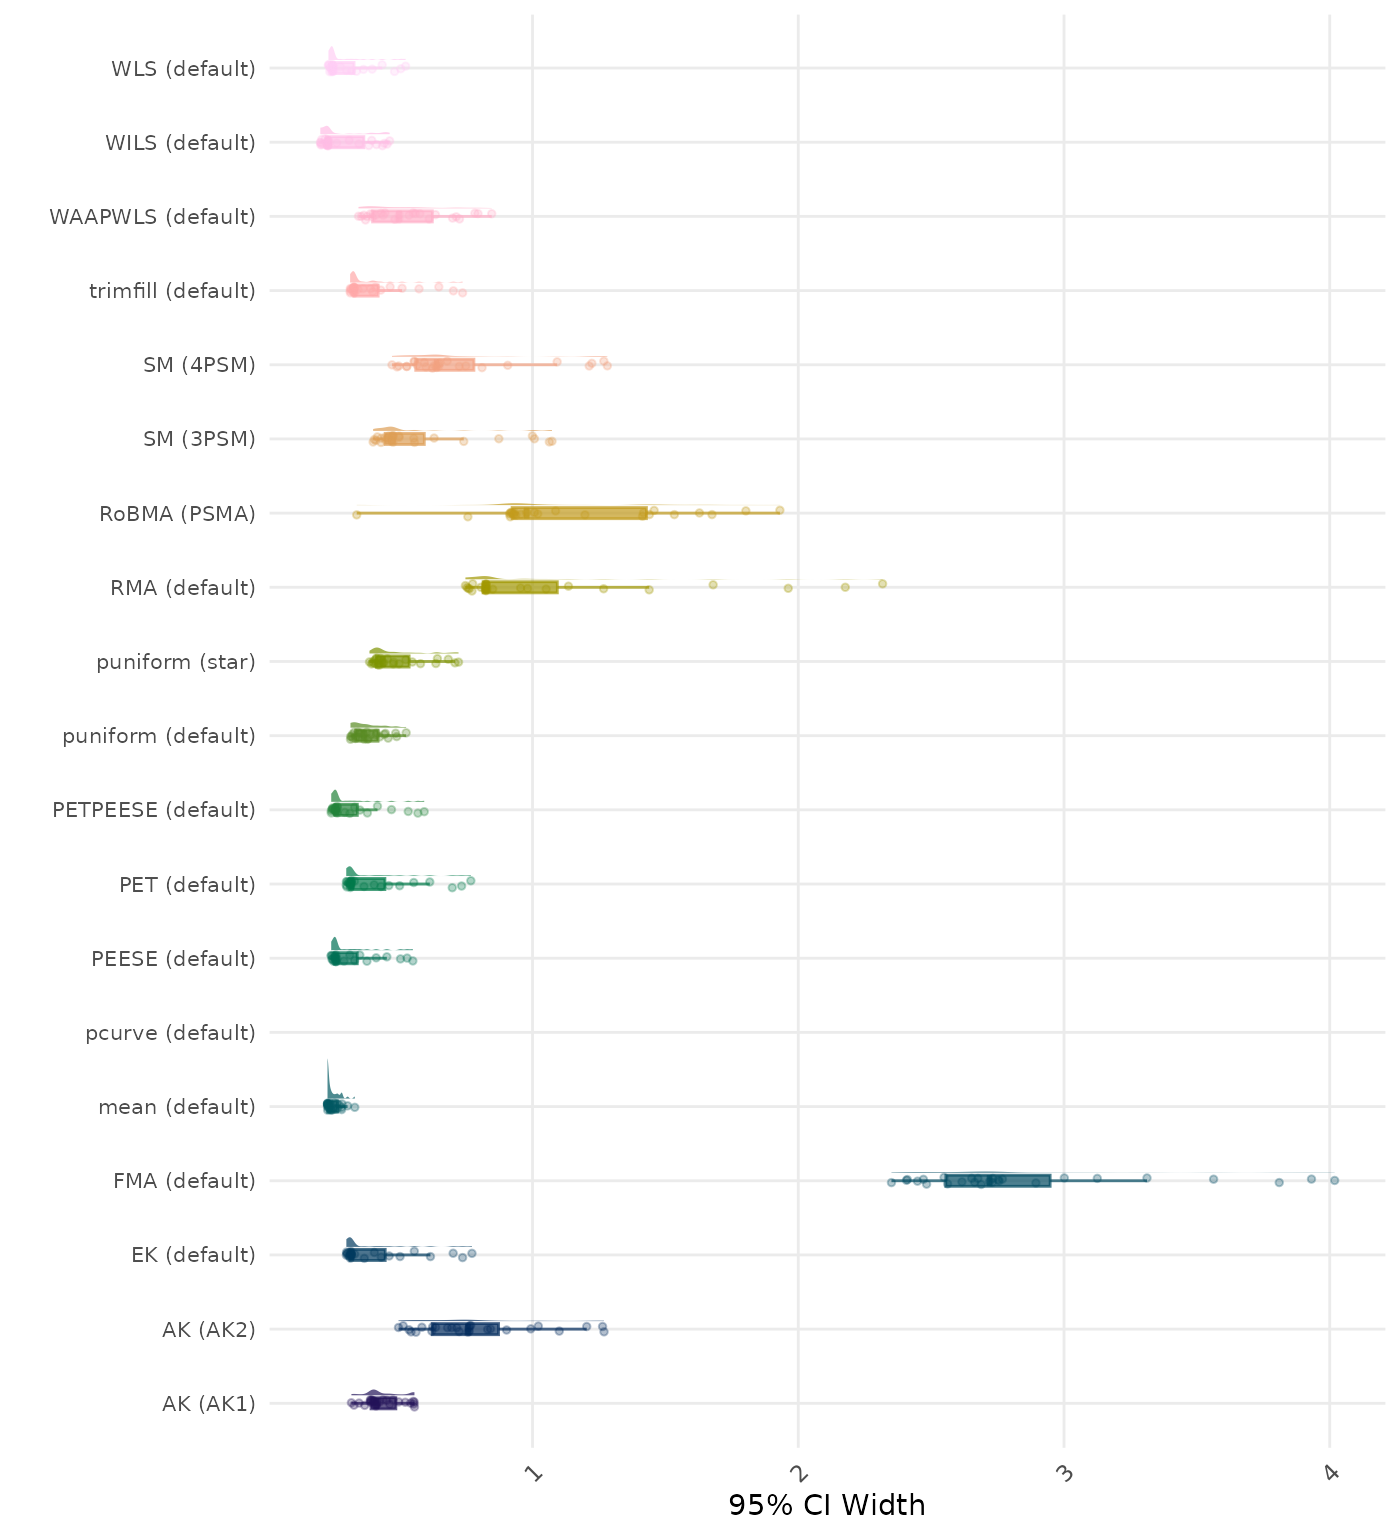 WLS (default)
WILS (default)
WAAPWLS (default)
trimfill (default)
SM (4PSM)
SM (3PSM)
RoBMA (PSMA)
RMA (default)
puniform (star)
puniform (default)
PETPEESE (default)
PET (default)
PEESE (default)
pcurve (default)
mean (default)
FMA (default)
EK (default)
AK (AK2)
AK (AK1)
1 2 3 4
95% CI Width